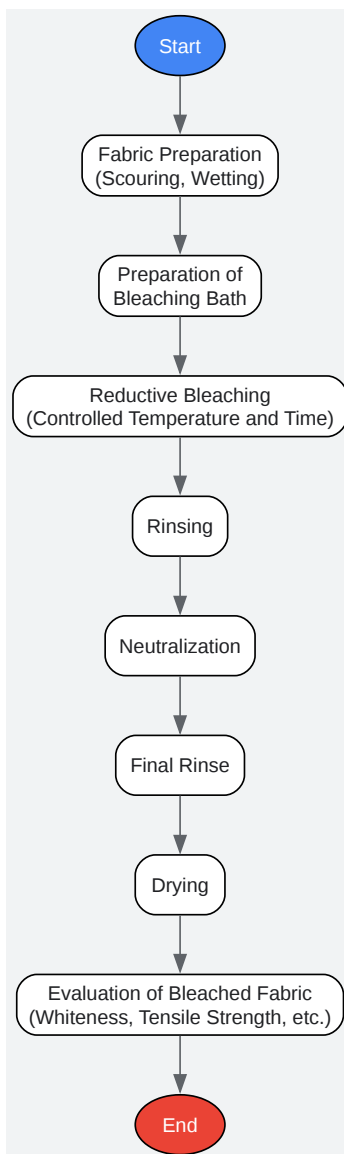 Start
Fabric Preparation
(Scouring, Wetting)
Preparation of
Bleaching Bath
Reductive Bleaching
(Controlled Temperature and Time)
Rinsing
Neutralization
Final Rinse
Drying
Evaluation of Bleached Fabric
(Whiteness, Tensile Strength, etc.)
End